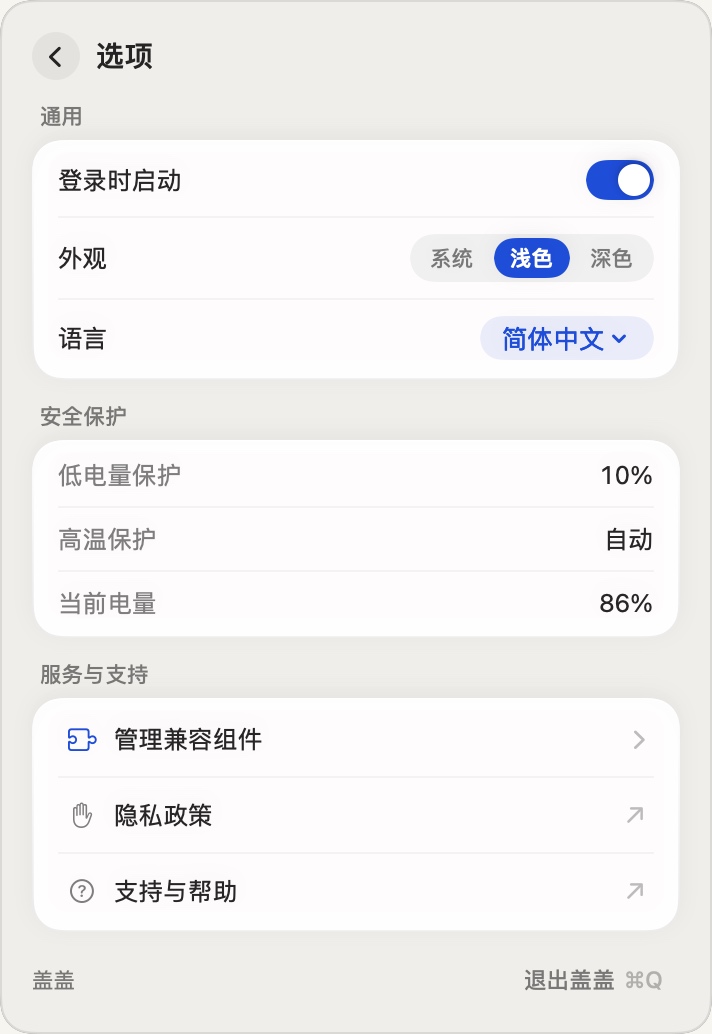 选项
通用
登录时启动
外观 系统 浅色 深色
语言 简体中文
安全保护
低电量保护 10%
高温保护 自动
当前电量 86%
服务与支持
管理兼容组件
隐私政策
支持与帮助
盖盖 退出盖盖 ⌘Q